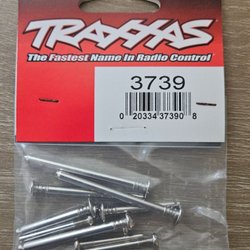 TRAXXAS
The Fastest Name In Radio Control
3739
0 20334 37390 8